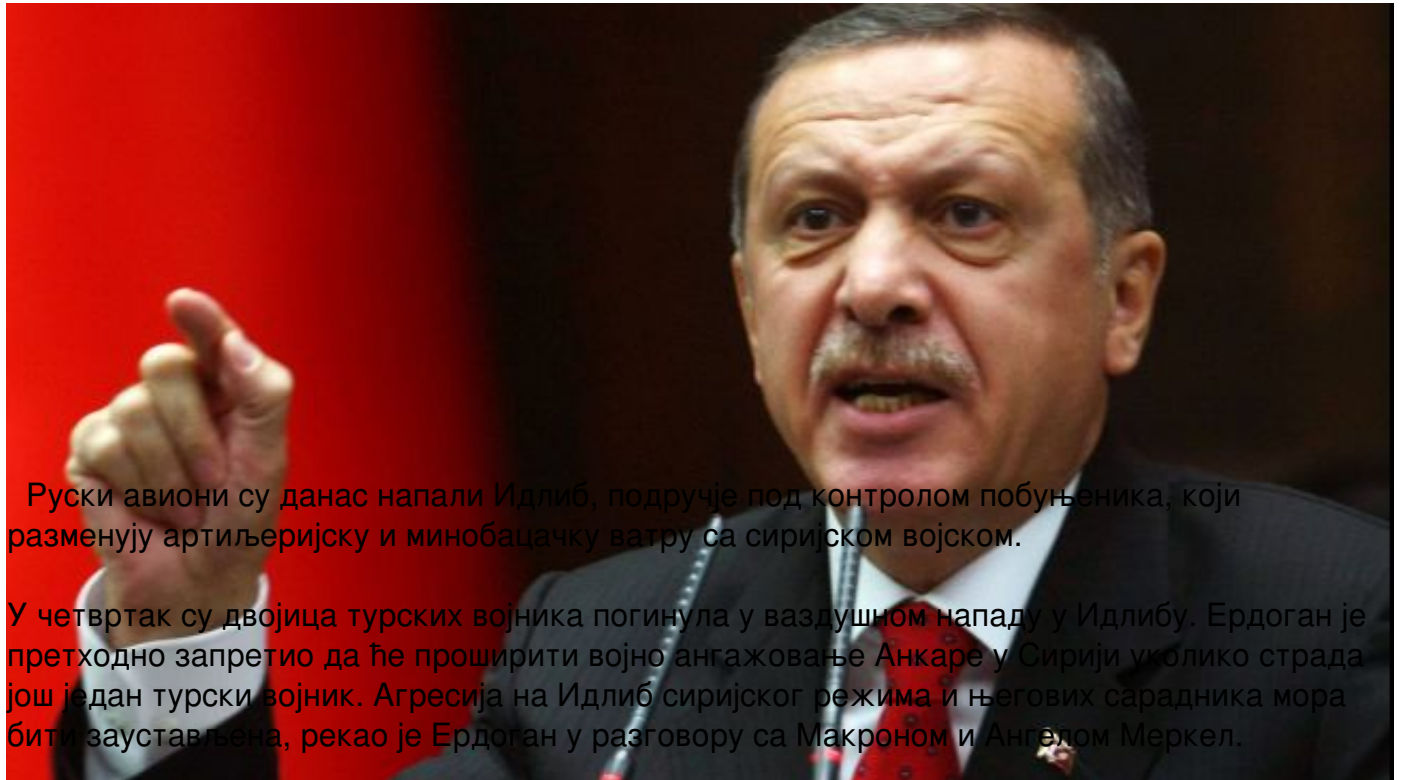 Руски авиони су данас напали Идлиб, подручје под контролом побуњеника, који
размeнују артиљеријску и минобацачку ватру са сиријском војском.
У четвртак су двојица турских војника погинула у ваздушном нападу у Идлибу. Ердоган је
претходно запретио да ће проширити војно ангажовање Анкаре у Сирији уколико страда
још један турски војник. Агресија на Идлиб сиријског режима и његових сарадника мора
бити заустављена, рекао је Ердоган у разговору са Макроном и Ангелом Меркел.